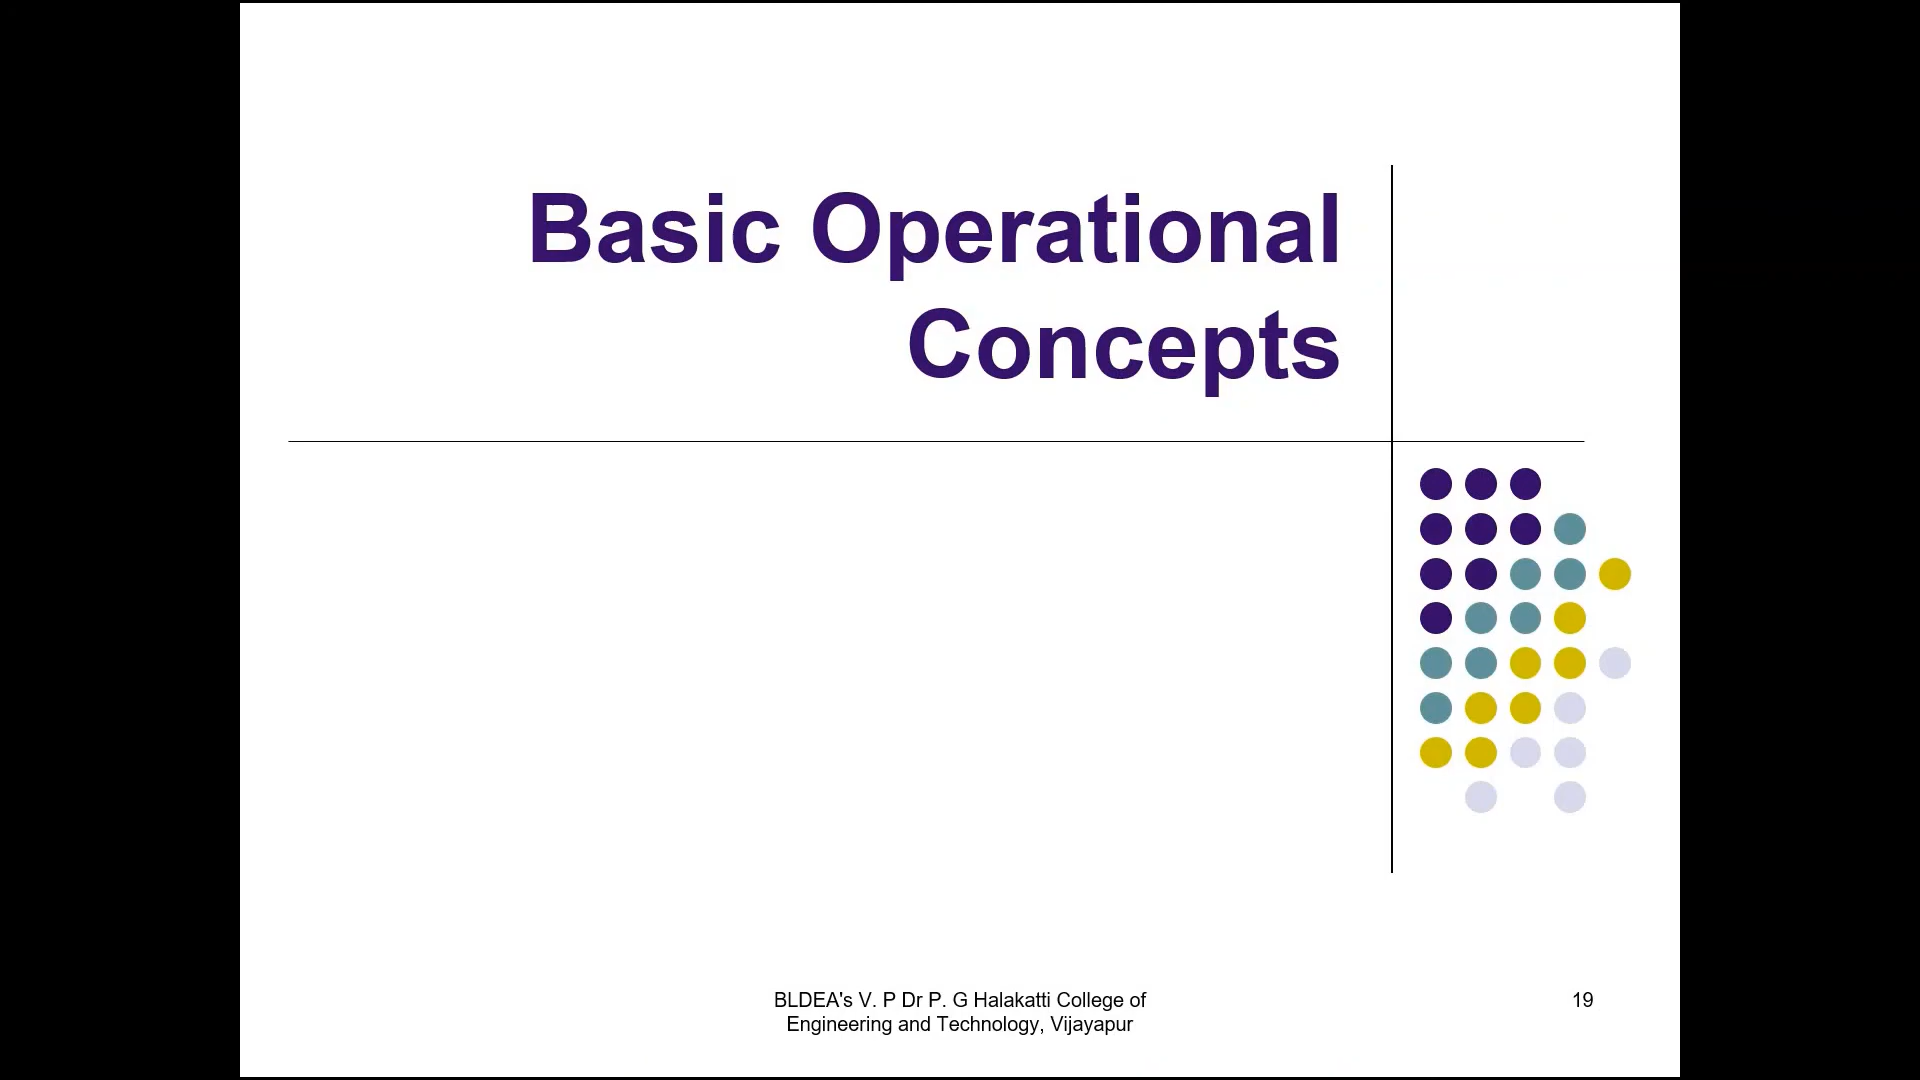 Basic Operational
Concepts
BLDEA's V. P Dr P. G Halakatti College of
Engineering and Technology, Vijayapur
19